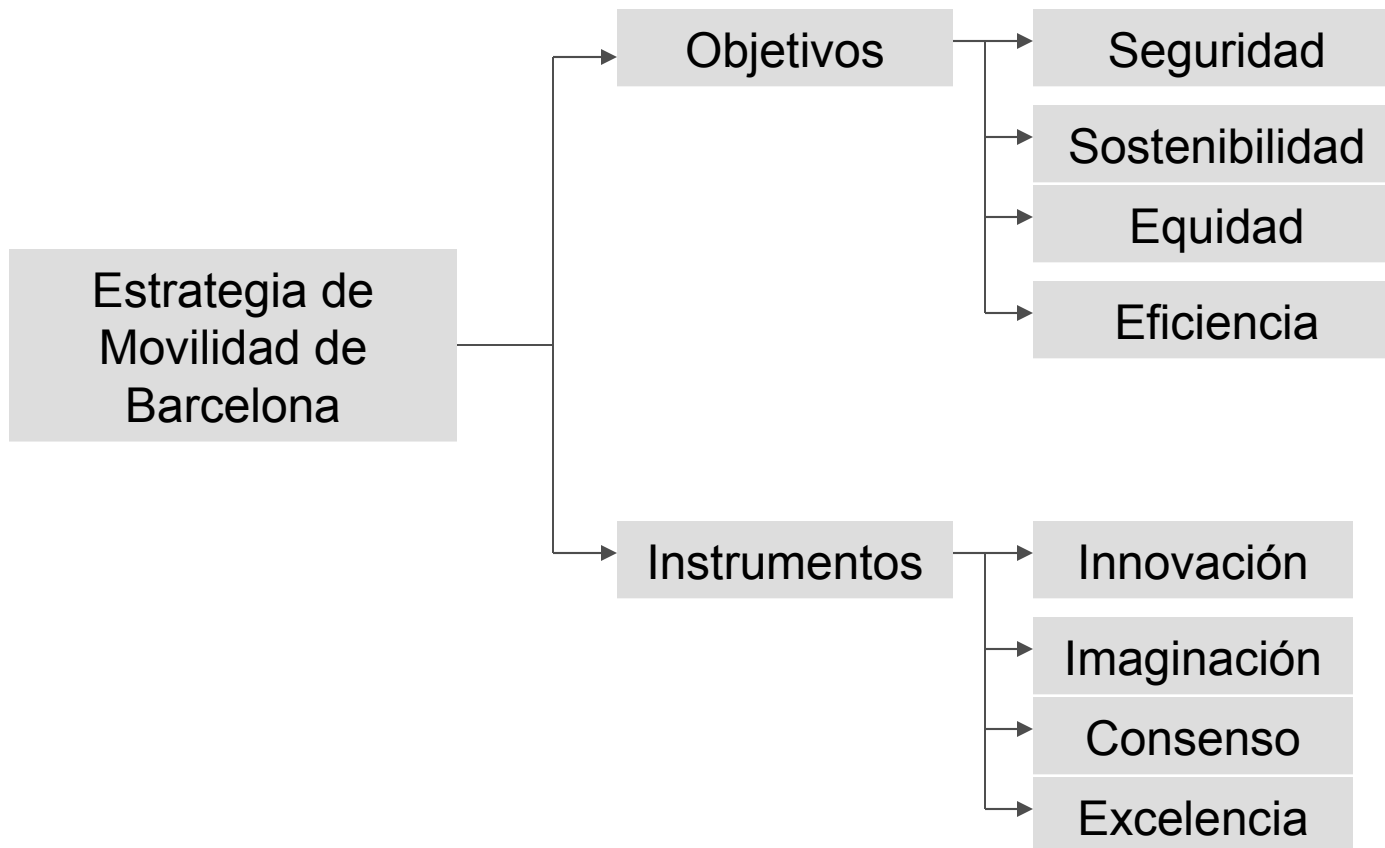 Estrategia de
Movilidad de
Barcelona
Objetivos
Seguridad
Sostenibilidad
Equidad
Eficiencia
Instrumentos
Innovación
Imaginación
Consenso
Excelencia